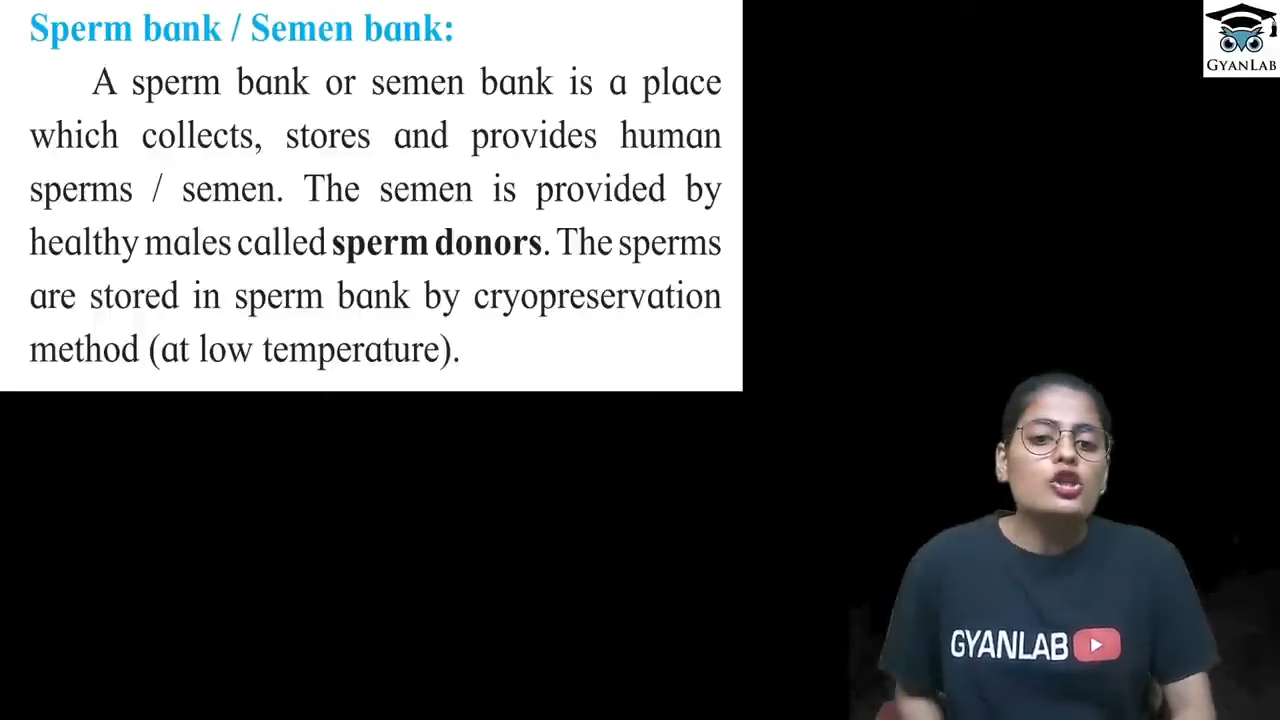 Sperm bank / Semen bank:
A sperm bank or semen bank is a place
which collects, stores and provides human
sperms / semen. The semen is provided by
healthy males called sperm donors. The sperms
are stored in sperm bank by cryopreservation
method (at low temperature).
GYANLAB
GYANLAB